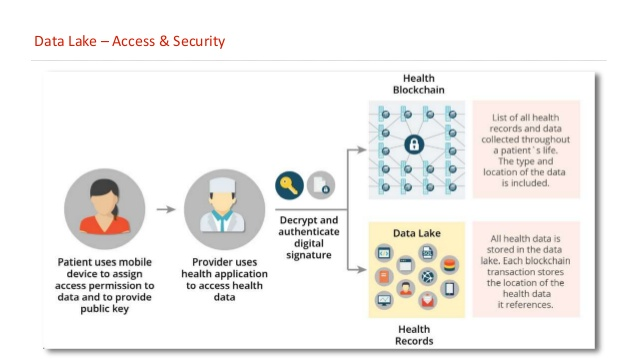 Data Lake – Access & Security
Health
Blockchain
List of all health
records and data
collected throughout
a patient`s life.
The type and
location of the data
is included.
Decrypt and
authenticate
digital
signature
Patient uses mobile
device to assign
access permission to
data and to provide
public key
Provider uses
health application
to access health
data
Data Lake
All health data is
stored in the data
lake. Each blockchain
transaction stores
the location of the
health data
it references.
Health
Records